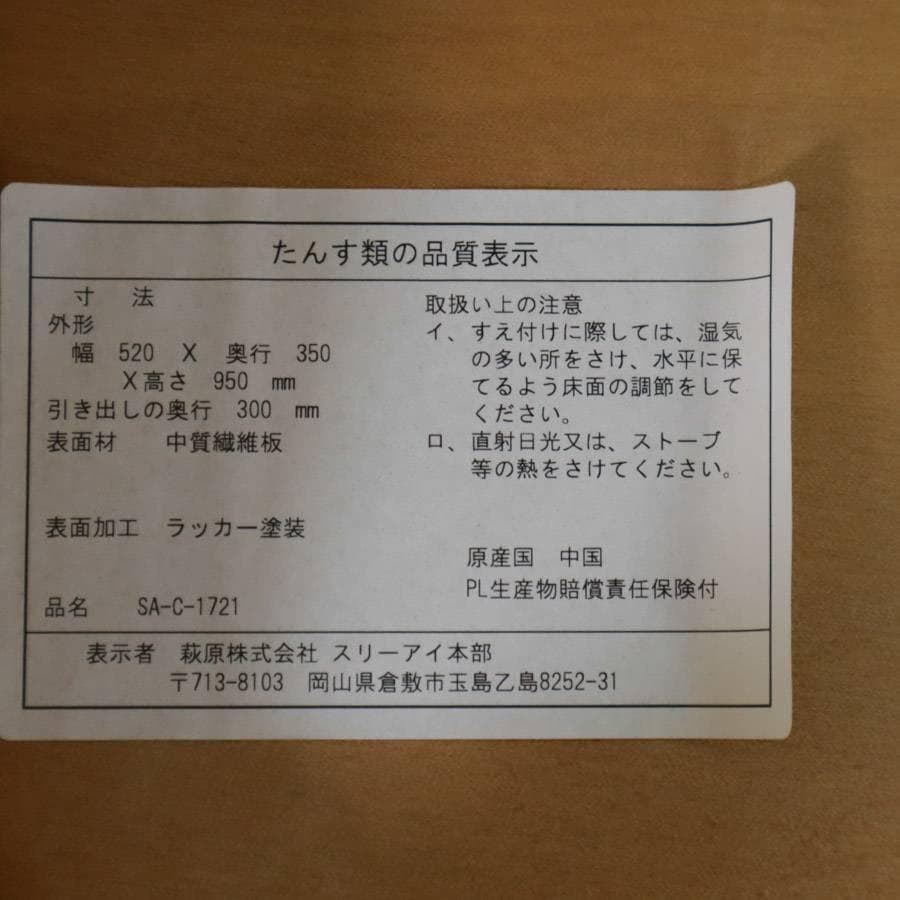 たんす類の品質表示
寸 法
外形
幅 520 X 奥行 350
X高さ 950 mm
引き出しの奥行 300 mm
表面材 中質繊維板
表面加工 ラッカー塗装
品名 SA-C-1721
取扱い上の注意
イ、すえ付けに際しては、湿気
の多い所をさけ、水平に保
てるよう床面の調節をして
ください。
ロ、直射日光又は、ストーブ
等の熱をさけてください。
原産国 中国
PL生産物賠償責任保険付
表示者 萩原株式会社 スリーアイ本部
〒713-8103 岡山県倉敷市玉島乙島8252-31